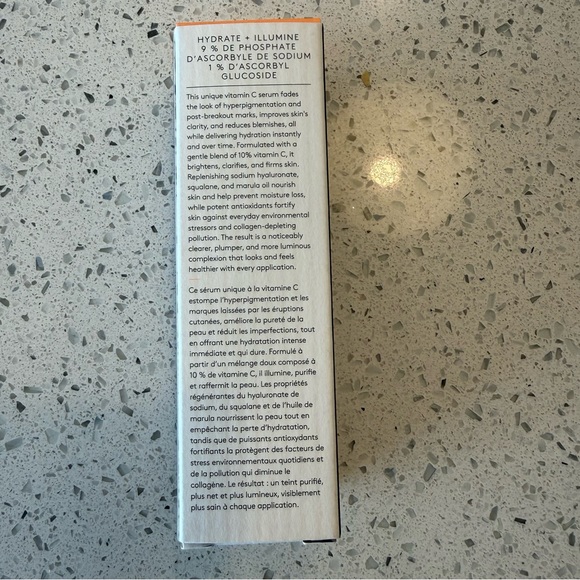 HYDRATE + ILLUMINE
9 % DE PHOSPHATE
D'ASCORBYLE DE SODIUM
1 % D'ASCORBYL
GLUCOSIDE
This unique vitamin C serum fades
the look of hyperpigmentation and
post-breakout marks, improves skin's
clarity, and reduces blemishes, all
while delivering hydration instantly
and over time. Formulated with a
gentle blend of 10% vitamin C, it
brightens, clarifies, and firms skin.
Replenishing sodium hyaluronate,
squalane, and marula oil nourish
skin and help prevent moisture loss,
while potent antioxidants fortify
skin against everyday environmental
stressors and collagen-depleting
pollution. The result is a noticeably
clearer, plumper, and more luminous
complexion that looks and feels
healthier with every application.
Ce sérum unique à la vitamine C
estompe l'hyperpigmentation et les
marques laissées par les éruptions
cutanées, améliore la pureté de la
peau et réduit les imperfections, tout
en offrant une hydratation intense
immédiate et qui dure. Formulé à
partir d'un mélange doux composé à
10 % de vitamine C, il illumine, purifie
et raffermit la peau. Les propriétés
régénérantes du hyaluronate de
sodium, du squalane et de l'huile de
marula nourrissent la peau tout en
empêchant la perte d'hydratation,
tandis que de puissants antioxydants
fortifiants la protègent des facteurs de
stress environnementaux quotidiens et
de la pollution qui diminue le
collagène. Le résultat : un teint purifié,
plus net et plus lumineux, visiblement
plus sain à chaque application.